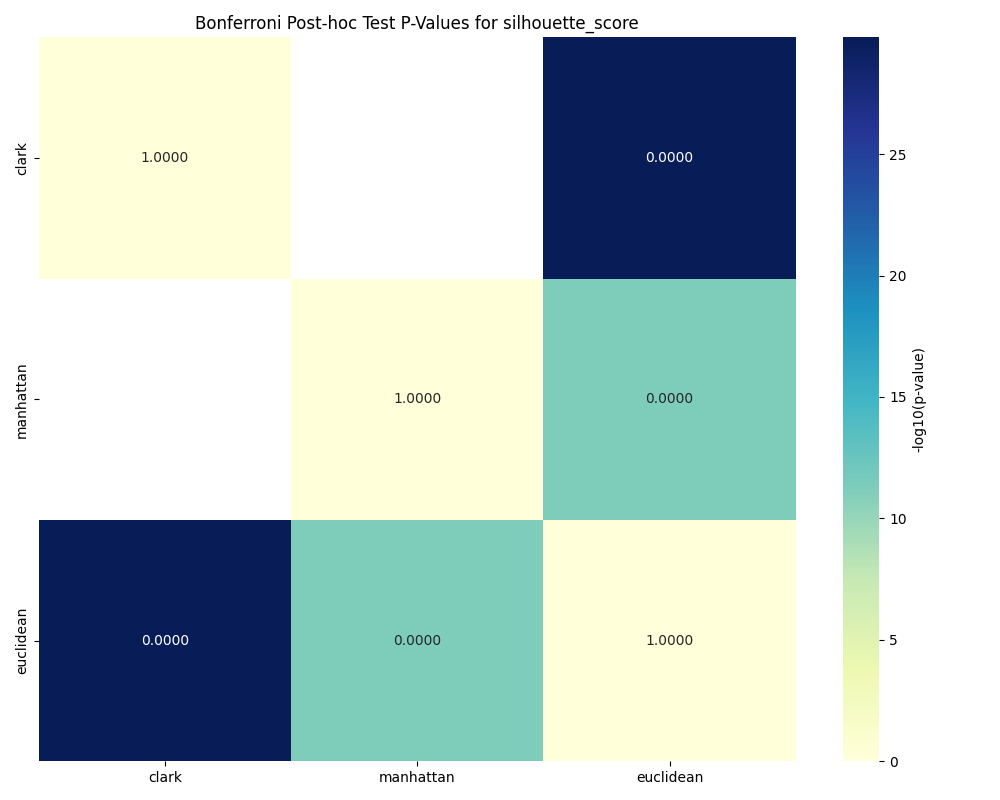 Bonferroni Post-hoc Test P-Values for silhouette_score
clark
1.0000
0.0000
manhattan
1.0000
0.0000
euclidean
0.0000
0.0000
1.0000
clark
manhattan
euclidean
25
20
15
10
5
0
-log10(p-value)